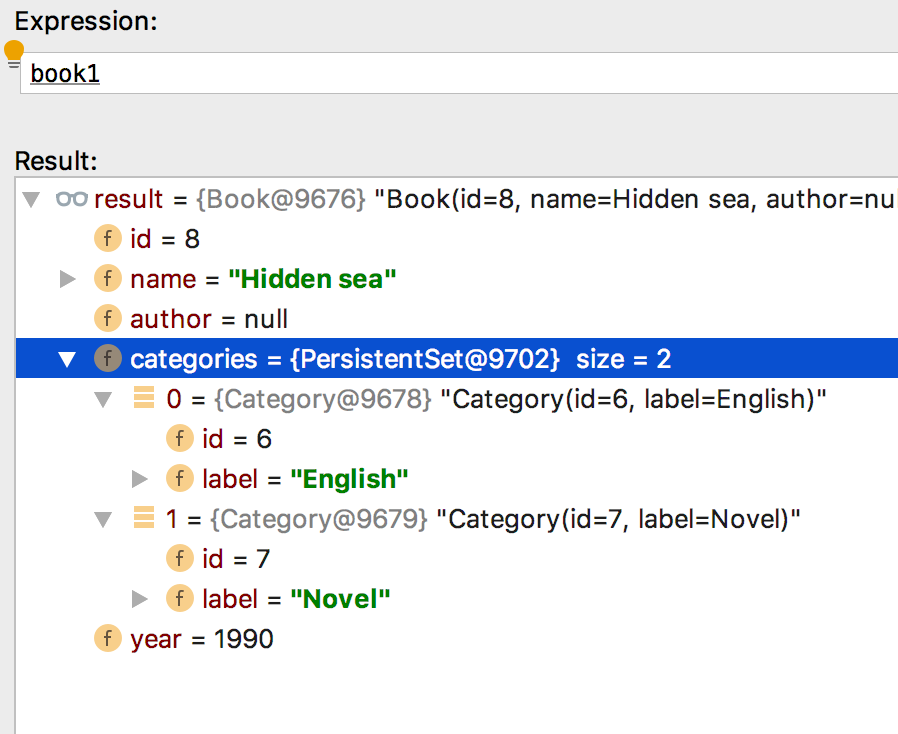 Expression:
book1
Result:
result = {Book@9676} "Book(id=8, name=Hidden sea, author=nul
f id = 8
f name = "Hidden sea"
f author = null
f categories = {PersistentSet@9702} size = 2
0 = {Category@9678} "Category(id=6, label=English)"
f id = 6
f label = "English"
1 = {Category@9679} "Category(id=7, label=Novel)"
f id = 7
f label = "Novel"
f year = 1990